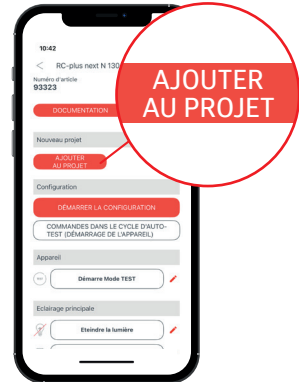 10:42
RC-plus next N 130
Numéro d'article
93323
DOCUMENTATION
AJOUTER
AU PROJET
Nouveau projet
AJOUTER
AU PROJET
Configuration
DÉMARRER LA CONFIGURATION
COMMANDES DANS LE CYCLE D'AUTO-
TEST (DÉMARRAGE DE L'APPAREIL)
Appareil
Démarre Mode TEST
Eclairage principale
Eteindre la lumière